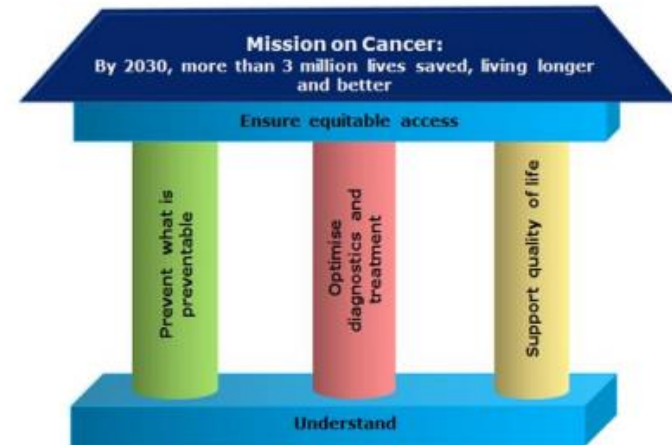 Mission on Cancer:
By 2030, more than 3 million lives saved, living longer
and better
Ensure equitable access
Prevent what is
preventable
Optimise
diagnostics and
treatment
Support quality of life
Understand